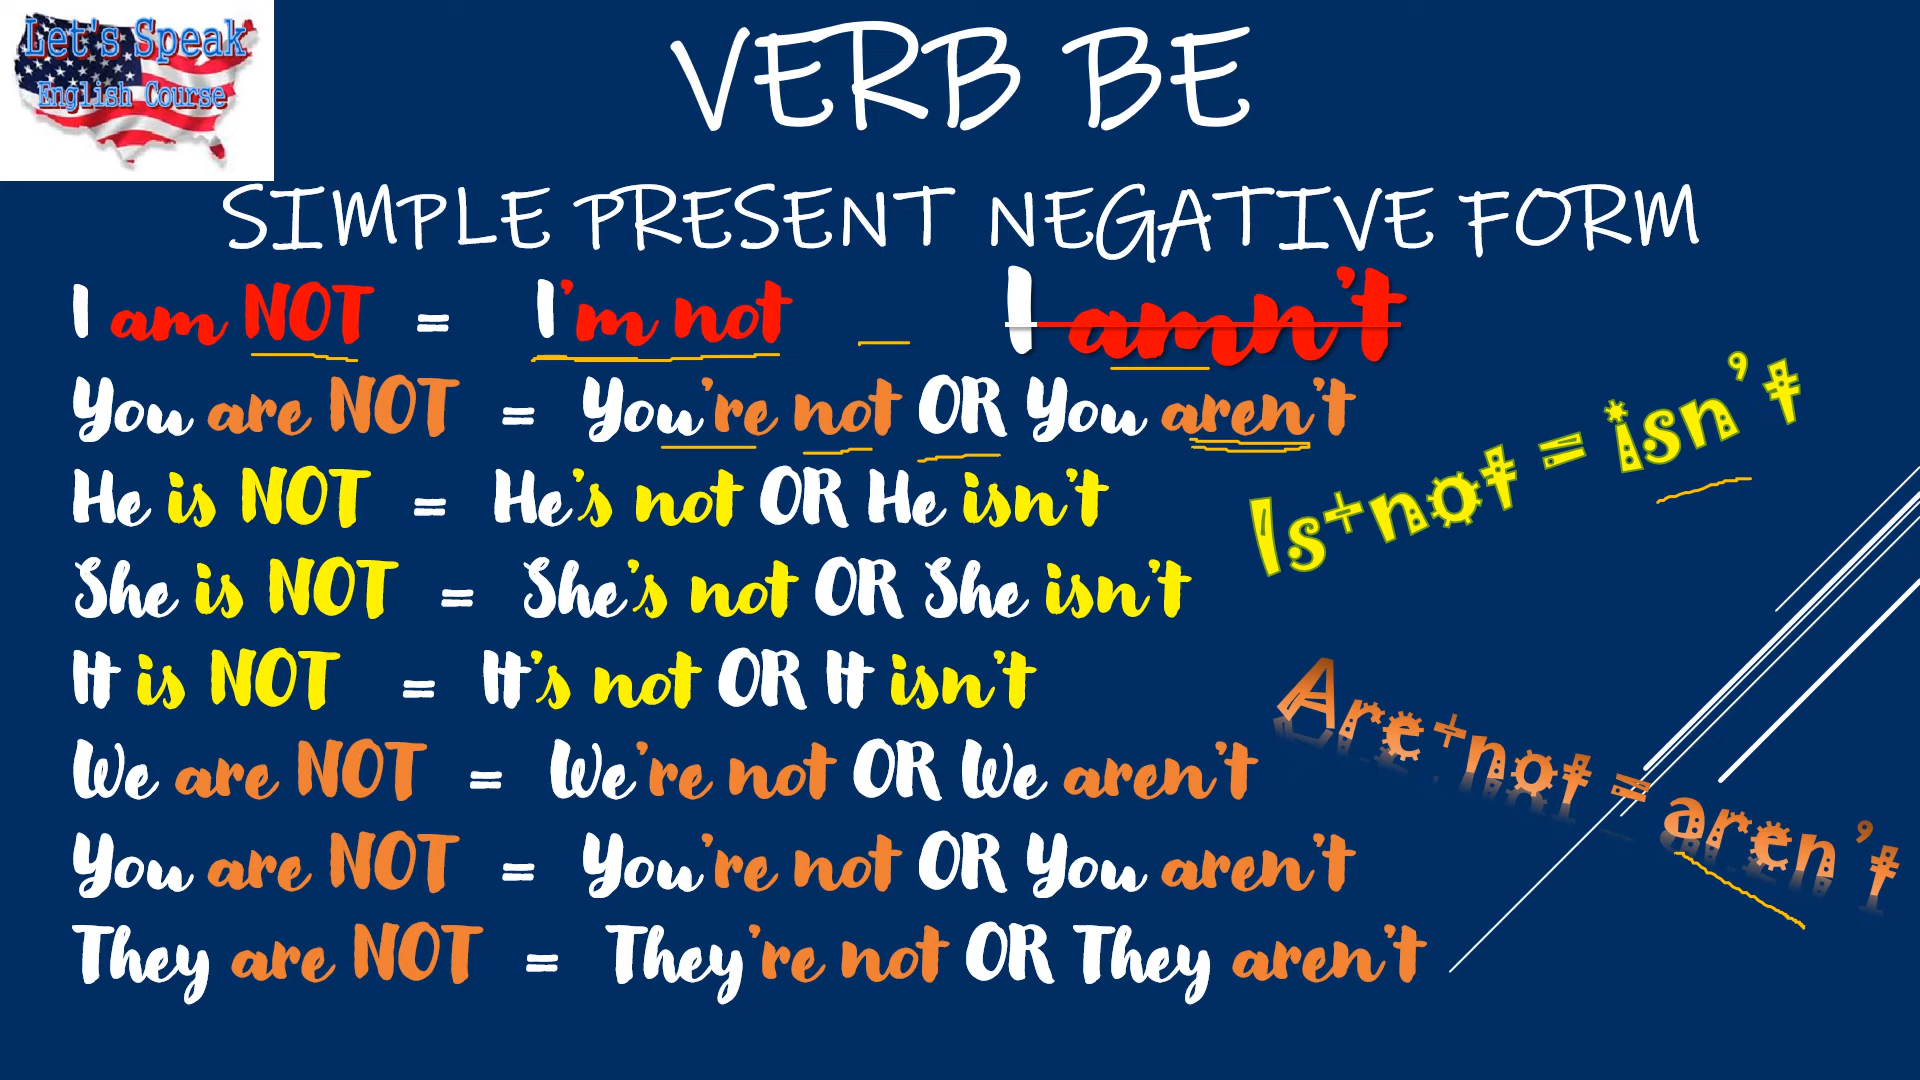 Let's Speak
English Course
VERB BE
SIMPLE PRESENT NEGATIVE FORM
I am NOT = I'm not I amn't
You are NOT = You're not OR You aren't
He is NOT = He's not OR He isn't
Is+not = isn't
She is NOT = She's not OR She isn't
It is NOT = It's not OR It isn't
Are+not = aren't
We are NOT = We're not OR We aren't
You are NOT = You're not OR You aren't
They are NOT = They're not OR They aren't